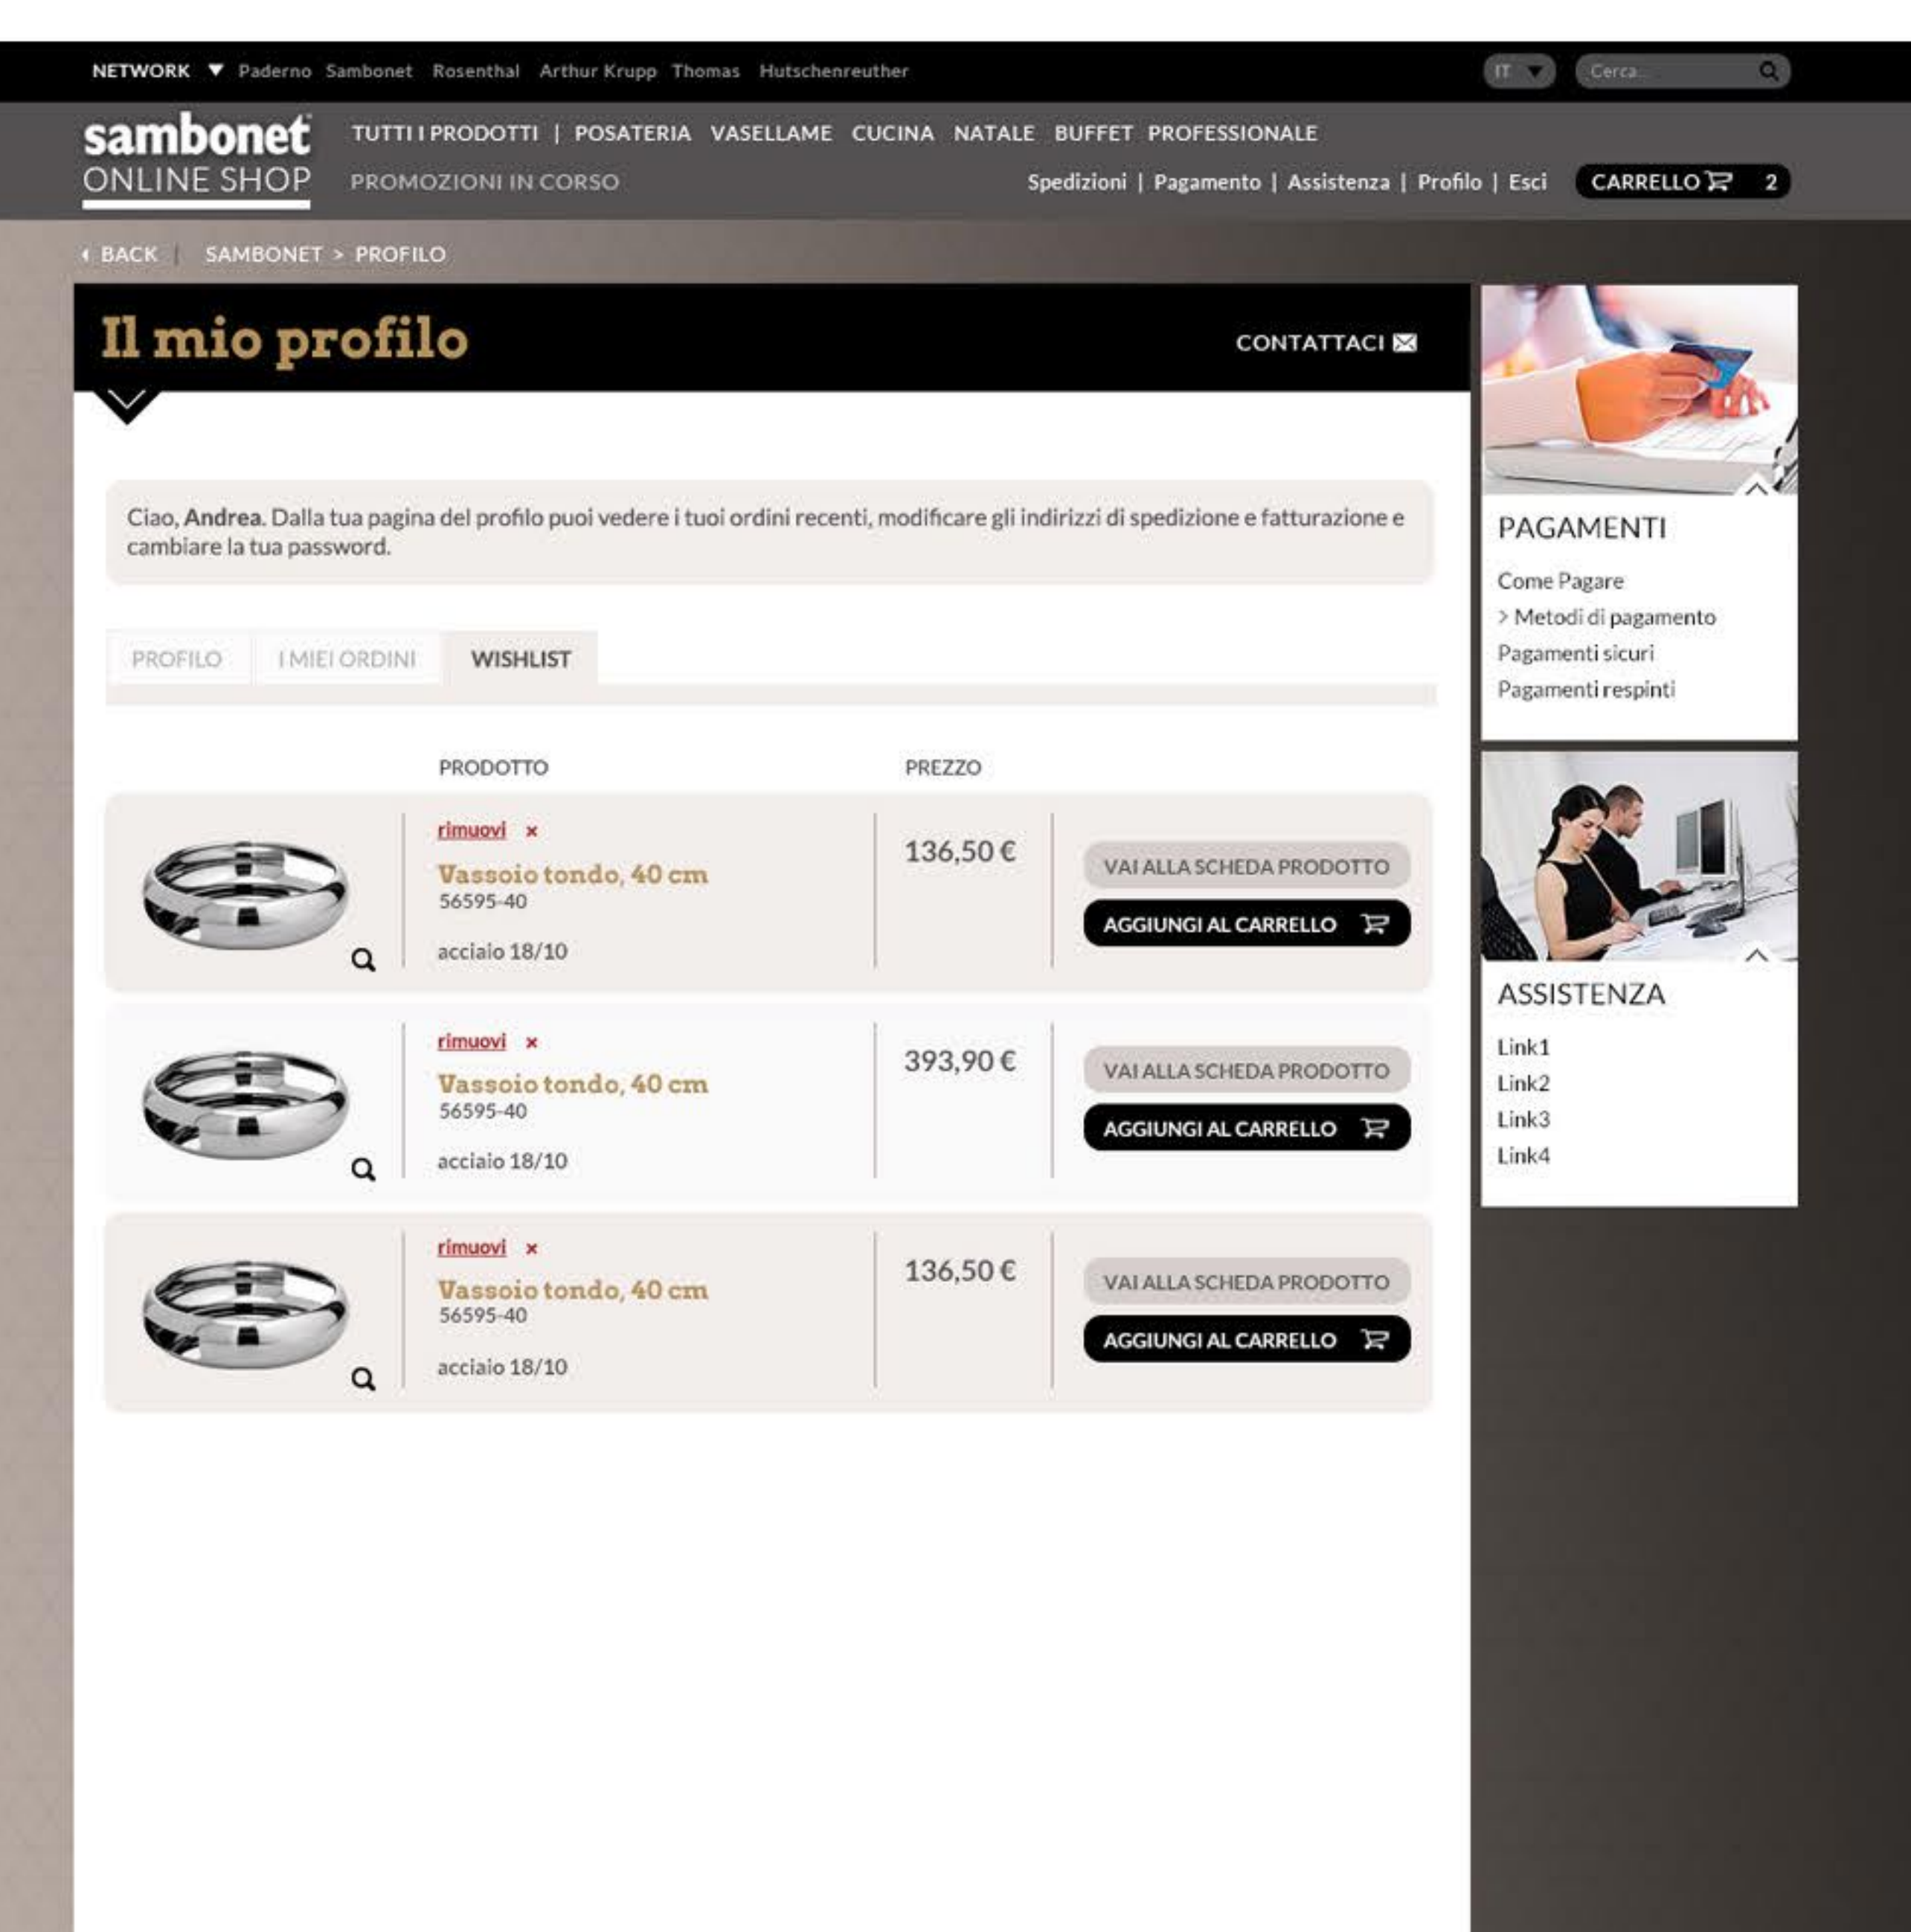 NETWORK ▼ Paderno Sambonet Rosenthal Arthur Krupp Thomas Hutschenreuther
IT ▼ Cerca...
sambonet
ONLINE SHOP
TUTTI I PRODOTTI | POSATERIA VASELLAME CUCINA NATALE BUFFET PROFESSIONALE
PROMOZIONI IN CORSO
Spedizioni | Pagamento | Assistenza | Profilo | Esci CARRELLO 2
BACK | SAMBONET > PROFILO
Il mio profilo
CONTATTACI
Ciao, Andrea. Dalla tua pagina del profilo puoi vedere i tuoi ordini recenti, modificare gli indirizzi di spedizione e fatturazione e
cambiare la tua password.
PROFILO I MIEI ORDINI WISHLIST
PRODOTTO PREZZO
rimuovi ×
Vassoio tondo, 40 cm
56595-40
acciaio 18/10
136,50 €
VAI ALLA SCHEDA PRODOTTO
AGGIUNGI AL CARRELLO
rimuovi ×
Vassoio tondo, 40 cm
56595-40
acciaio 18/10
393,90 €
VAI ALLA SCHEDA PRODOTTO
AGGIUNGI AL CARRELLO
rimuovi ×
Vassoio tondo, 40 cm
56595-40
acciaio 18/10
136,50 €
VAI ALLA SCHEDA PRODOTTO
AGGIUNGI AL CARRELLO
PAGAMENTI
Come Pagare
> Metodi di pagamento
Pagamenti sicuri
Pagamenti respinti
ASSISTENZA
Link1
Link2
Link3
Link4